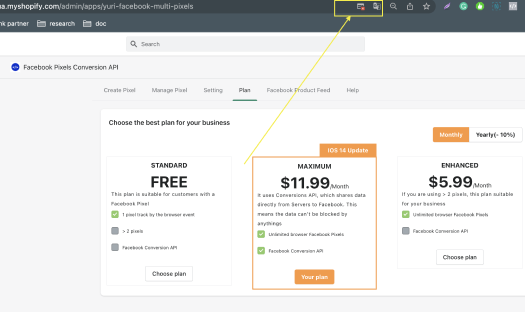 a.myshopify.com/admin/apps/yuri-facebook-multi-pixels
nk partner research doc
Search
Facebook Pixels Conversion API
Create Pixel Manage Pixel Setting Plan Facebook Product Feed Help
Choose the best plan for your business
Monthly Yearly(- 10%)
IOS 14 Update
STANDARD
FREE
This plan is suitable for customers with a
Facebook Pixel
1 pixel track by the browser event
> 2 pixels
Facebook Conversion API
Choose plan
MAXIMUM
$11.99/Month
It uses Conversions API, which shares data
directly from Servers to Facebook. This
means the data can't be blocked by
anythings
Unlimited browser Facebook Pixels
Facebook Conversion API
Your plan
ENHANCED
$5.99/Month
If you are using > 2 pixels, this plan suitable
for your business
Unlimited browser Facebook Pixels
Facebook Conversion API
Choose plan